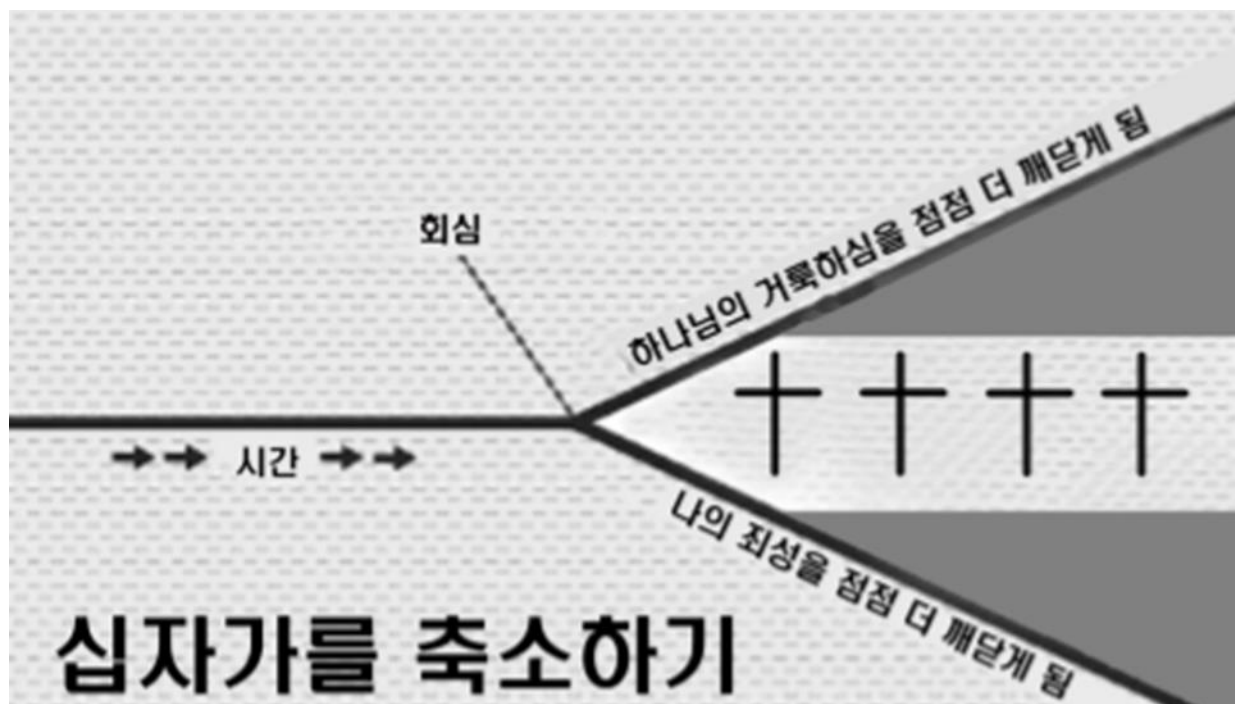 회심
하나님의 거룩하심을 점점 더 깨닫게 됨
시간
나의 죄성을 점점 더 깨닫게 됨
십자가를 축소하기